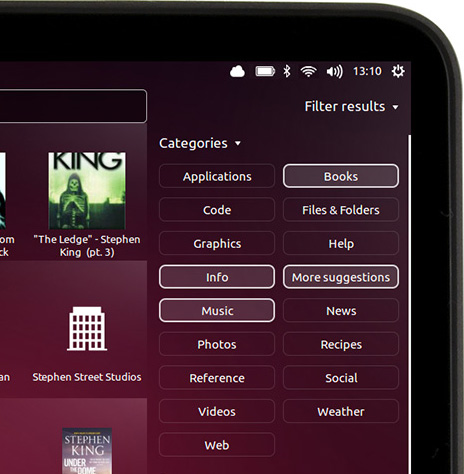 13:10
Filter results
Categories
Applications
Books
Code
Files & Folders
Graphics
Help
Info
More suggestions
Music
News
Photos
Recipes
Reference
Social
Videos
Weather
Web
KING
om
ck
"The Ledge" - Stephen
King (pt. 3)
an
Stephen Street Studios
STEPHEN
KING
UNDER
THE DOME